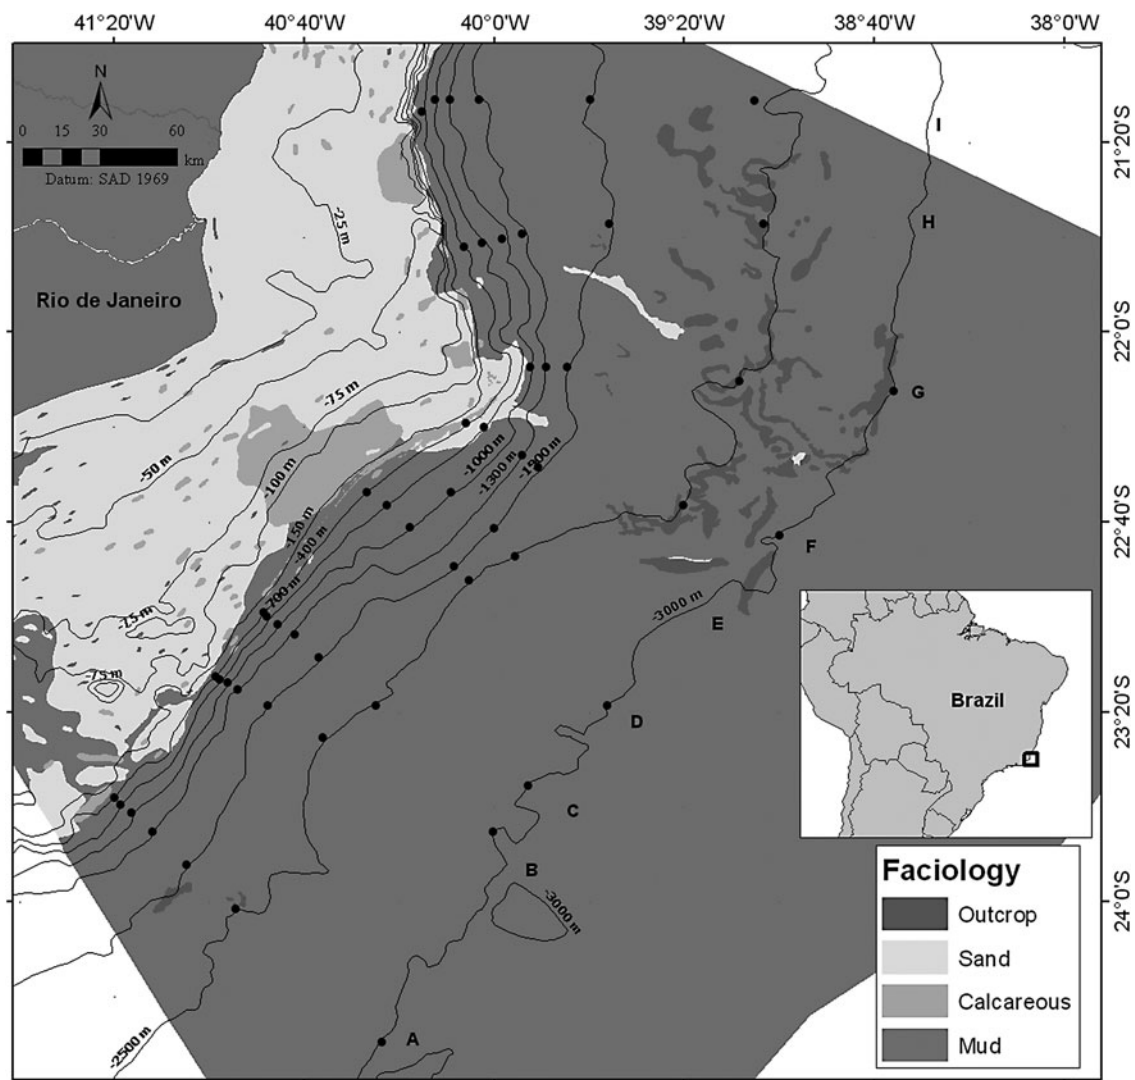 41°20'W 40°40'W 40°0'W 39°20'W 38°40'W 38°0'W
N
0 15 30 60
km
Datum: SAD 1969
I
21°20'S
-25 m
H
Rio de Janeiro
22°0'S
-75 m
G
-50 m
-100 m
-1000 m
-1300 m
-1900 m
-150 m
-400 m
22°40'S
F
-700 m
-75 m
-3000 m
E
-75 m
Brazil
D
23°20'S
C
B
-3000 m
24°0'S
Faciology
Outcrop
Sand
Calcareous
Mud
A
-2500 m